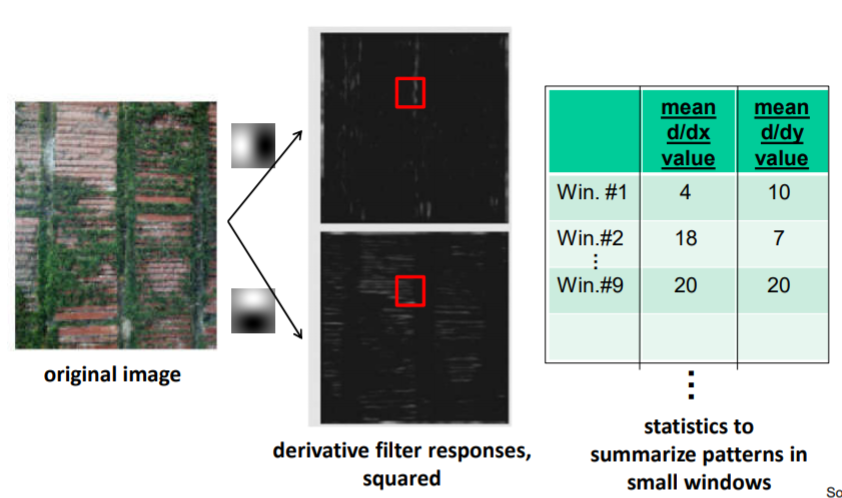 original image
derivative filter responses,
squared
mean
d/dx
value
mean
d/dy
value
Win. #1 4 10
Win.#2 18 7
⋮
Win.#9 20 20
⋮
statistics to
summarize patterns in
small windows
So